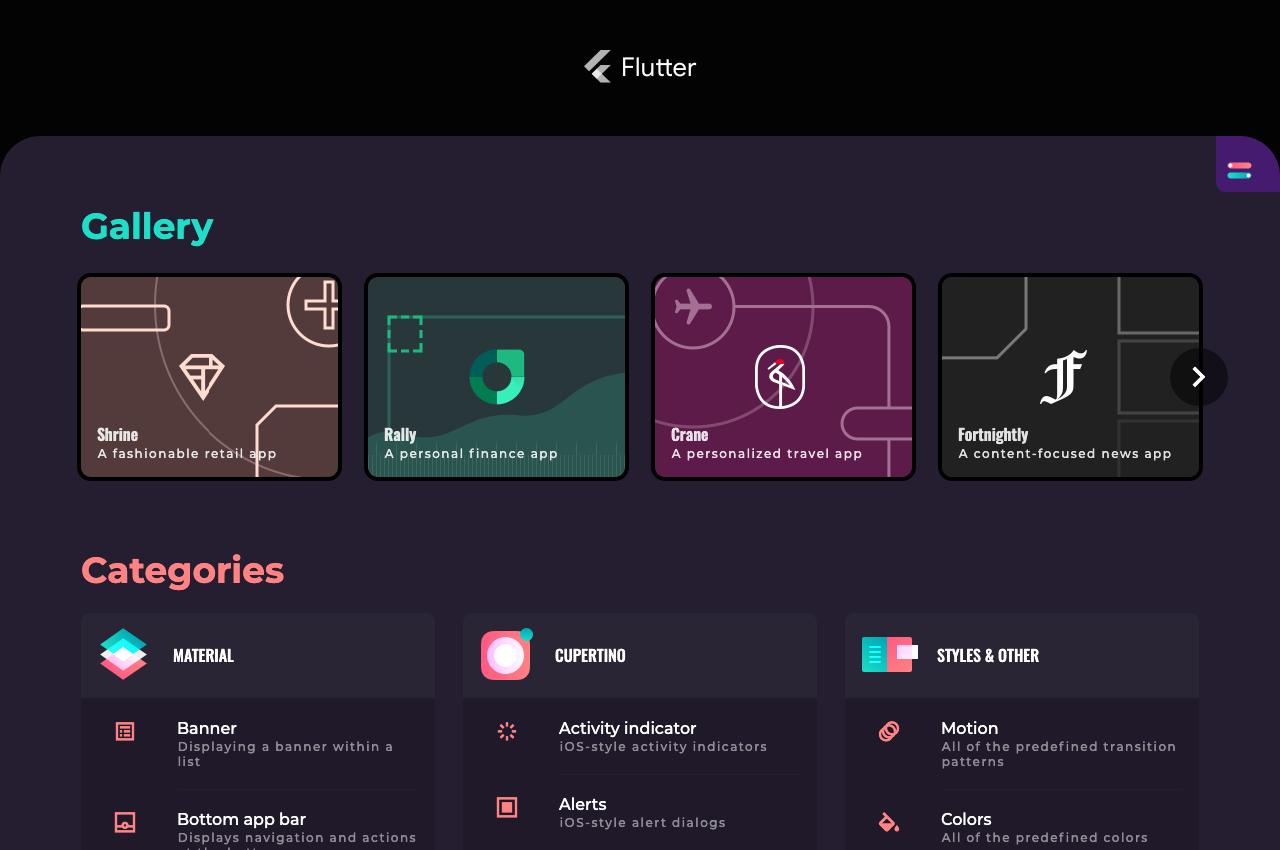 Flutter
Gallery
Shrine
A fashionable retail app
Rally
A personal finance app
Crane
A personalized travel app
F
Fortnightly
A content-focused news app
Categories
MATERIAL
Banner
Displaying a banner within a
list
Bottom app bar
Displays navigation and actions
CUPERTINO
Activity indicator
iOS-style activity indicators
Alerts
iOS-style alert dialogs
STYLES & OTHER
Motion
All of the predefined transition
patterns
Colors
All of the predefined colors